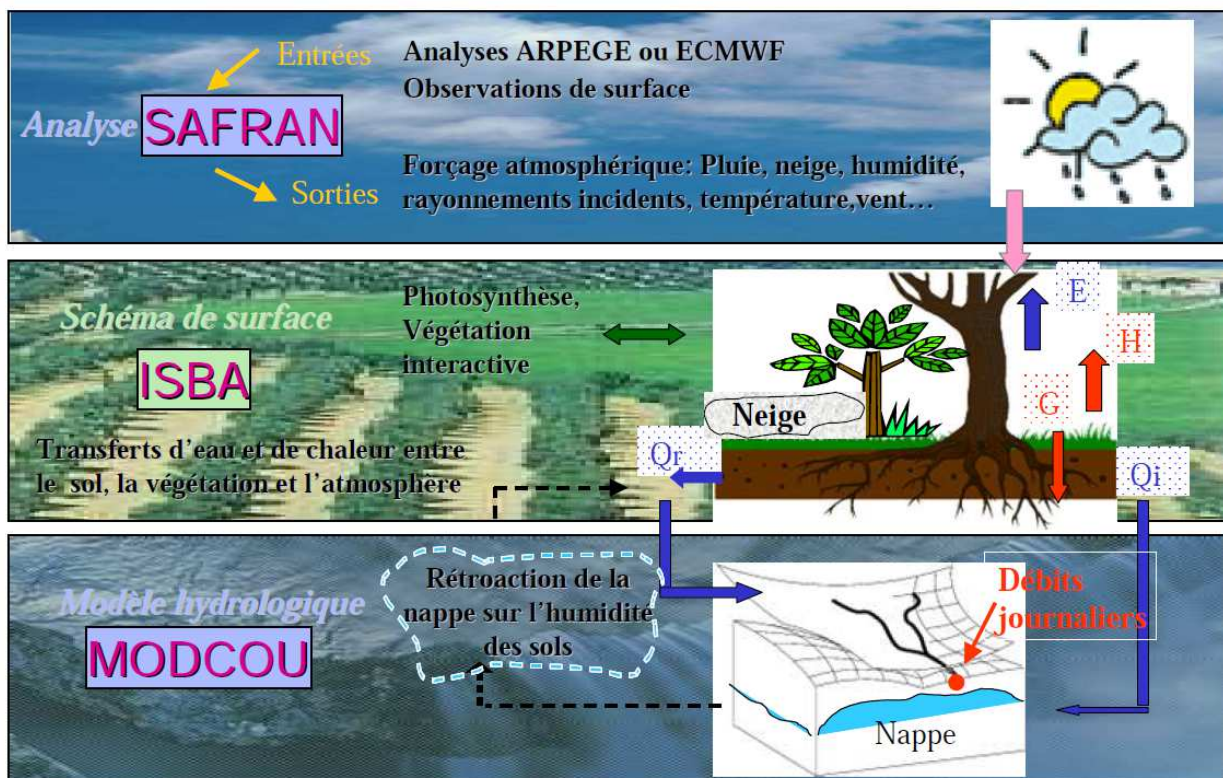 Entrées
Analyses ARPEGE ou ECMWF
Observations de surface
Analyse SAFRAN
Sorties
Forçage atmosphérique: Pluie, neige, humidité,
rayonnements incidents, température,vent…
Schéma de surface
ISBA
Photosynthèse,
Végétation
interactive
Transferts d’eau et de chaleur entre
le sol, la végétation et l’atmosphère
E
H
G
Neige
Qr
Qi
Modèle hydrologique
MODCOU
Rétroaction de la
nappe sur l’humidité
des sols
Débits
journaliers
Nappe